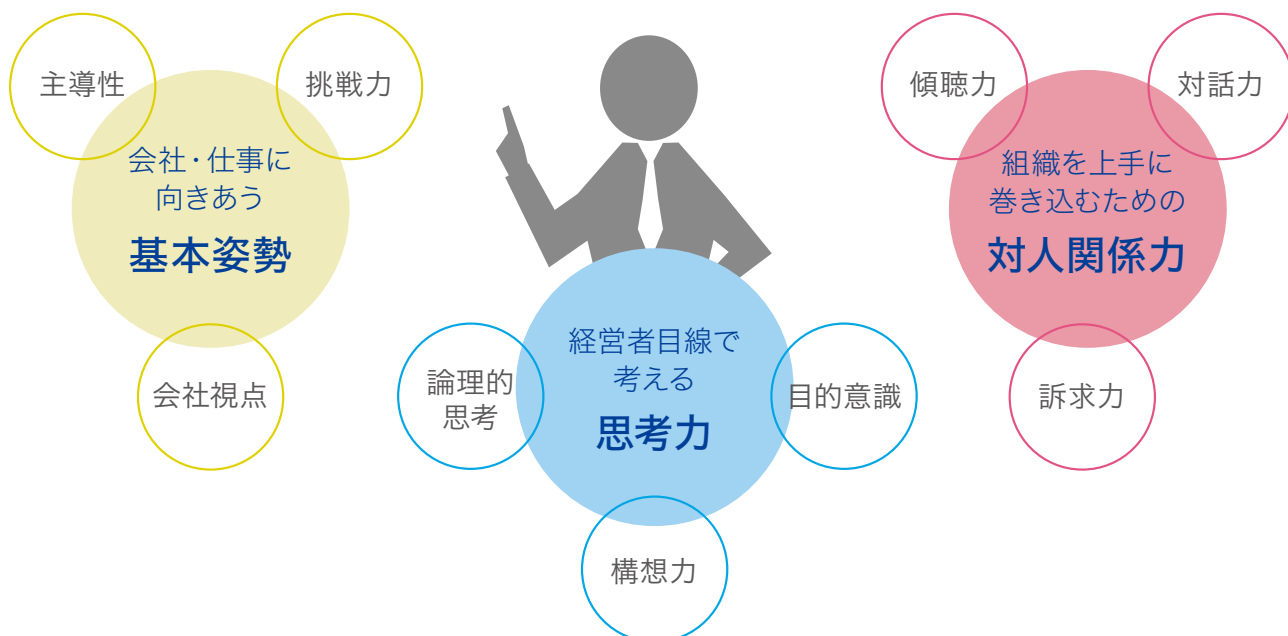 主導性
挑戦力
会社・仕事に
向きあう
基本姿勢
会社視点
経営者目線で
考える
思考力
論理的
思考
目的意識
構想力
傾聴力
対話力
組織を上手に
巻き込むための
対人関係力
訴求力